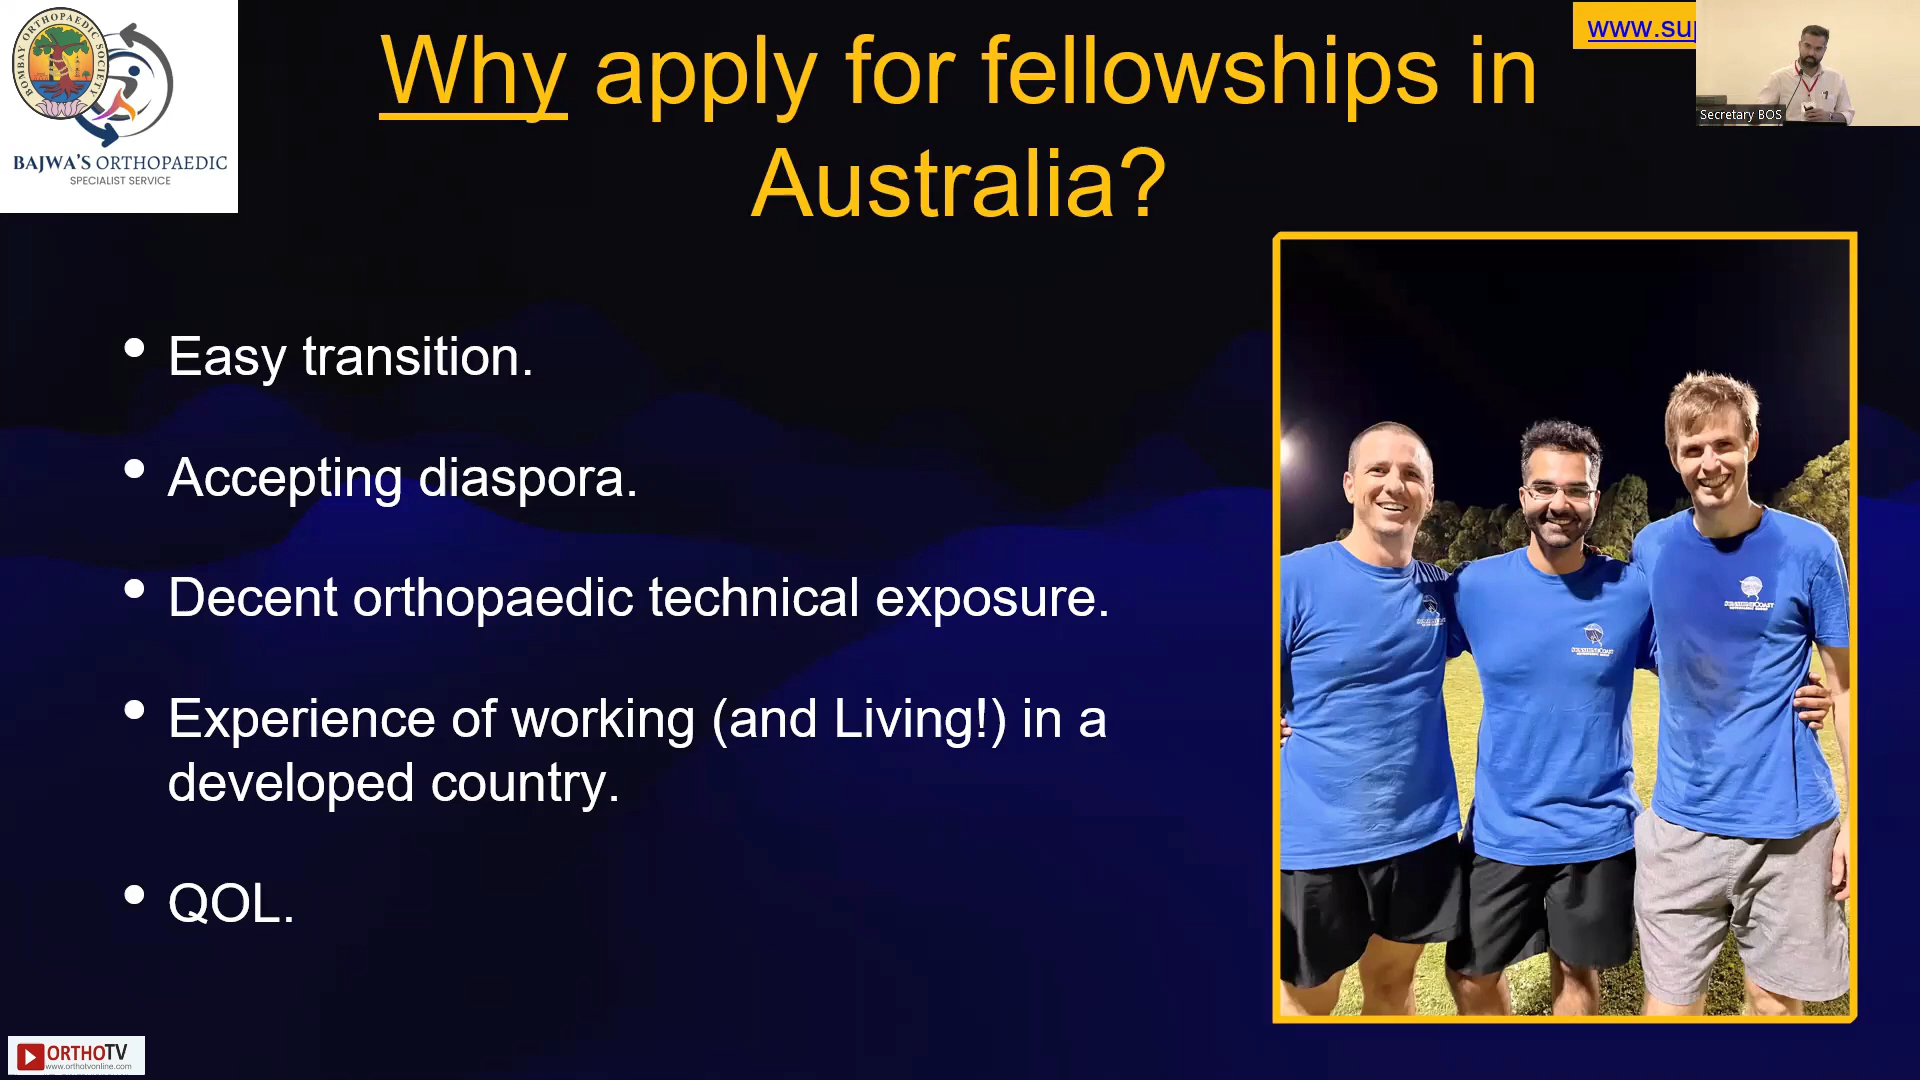 BOMBAY ORTHOPAEDIC SOCIETY
BAJWA'S ORTHOPAEDIC
SPECIALIST SERVICE
Why apply for fellowships in
Australia?
www.sup
Secretary BOS
• Easy transition.
• Accepting diaspora.
• Decent orthopaedic technical exposure.
• Experience of working (and Living!) in a
developed country.
• QOL.
ORTHOTV
www.orthotvonline.com